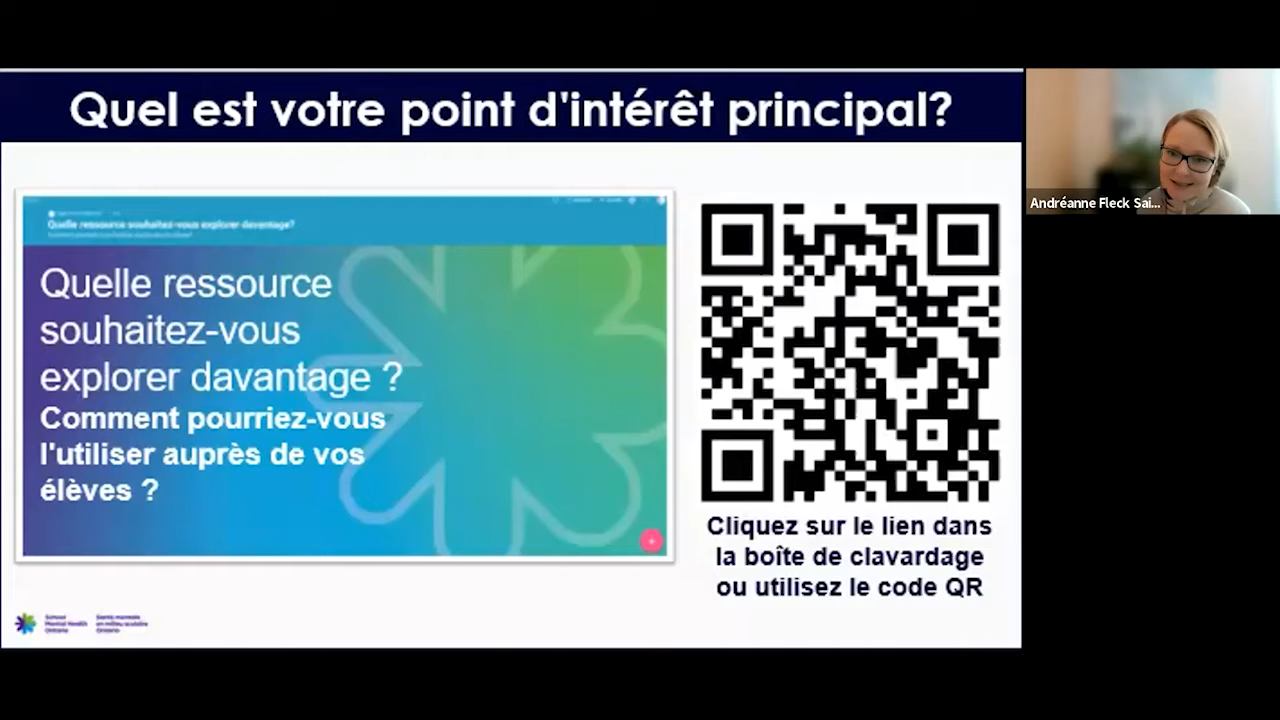 Quel est votre point d'intérêt principal?
Quelle ressource souhaitez-vous explorer davantage?
Quelle ressource
souhaitez-vous
explorer davantage ?
Comment pourriez-vous
l'utiliser auprès de vos
élèves ?
Cliquez sur le lien dans
la boîte de clavardage
ou utilisez le code QR
School
Mental Health
Ontario
Santé mentale
en milieu scolaire
Ontario
Andréanne Fleck Sai...